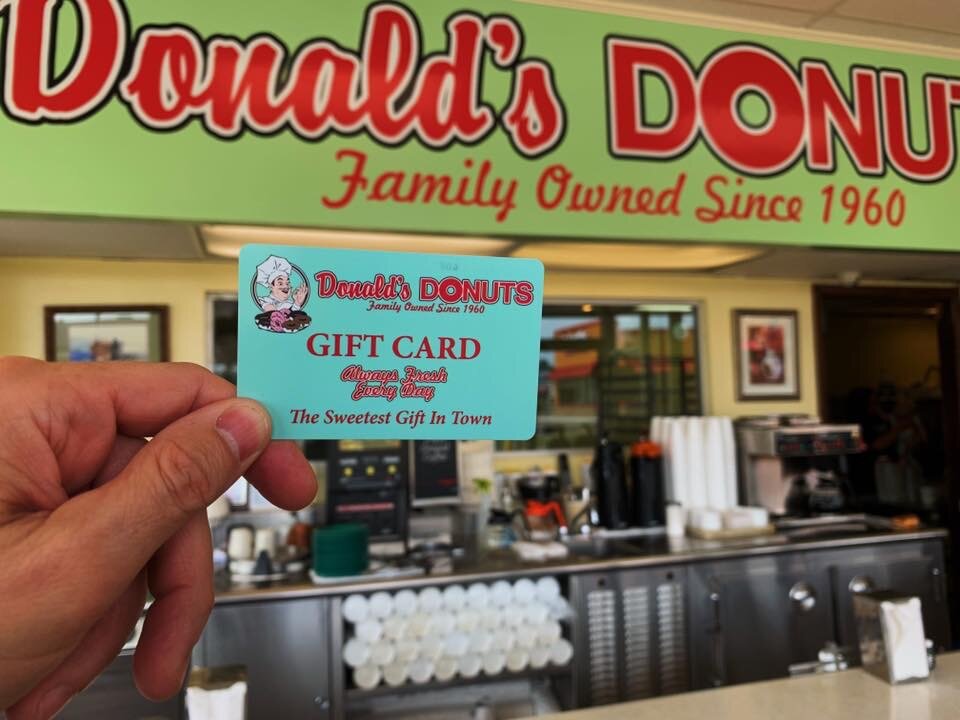 Donald's DONUT
Family Owned Since 1960
Donald's DONUTS
Family Owned Since 1960
GIFT CARD
Always Fresh
Every Day
The Sweetest Gift In Town